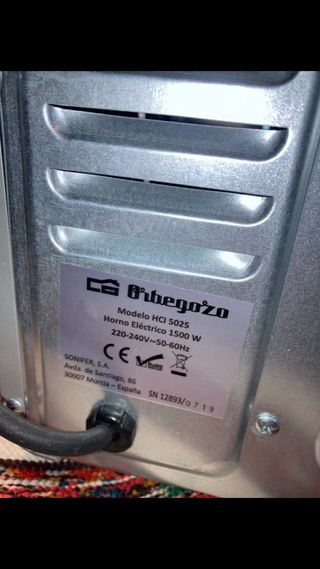 Orbegozo
Modelo HCI 5025
Horno Eléctrico 1500 W
220-240V~50-60Hz
CE RoHS
SONIFER, S.A.
Avda. de Santiago, 86
30007 Murcia – España
SN 12893/0719